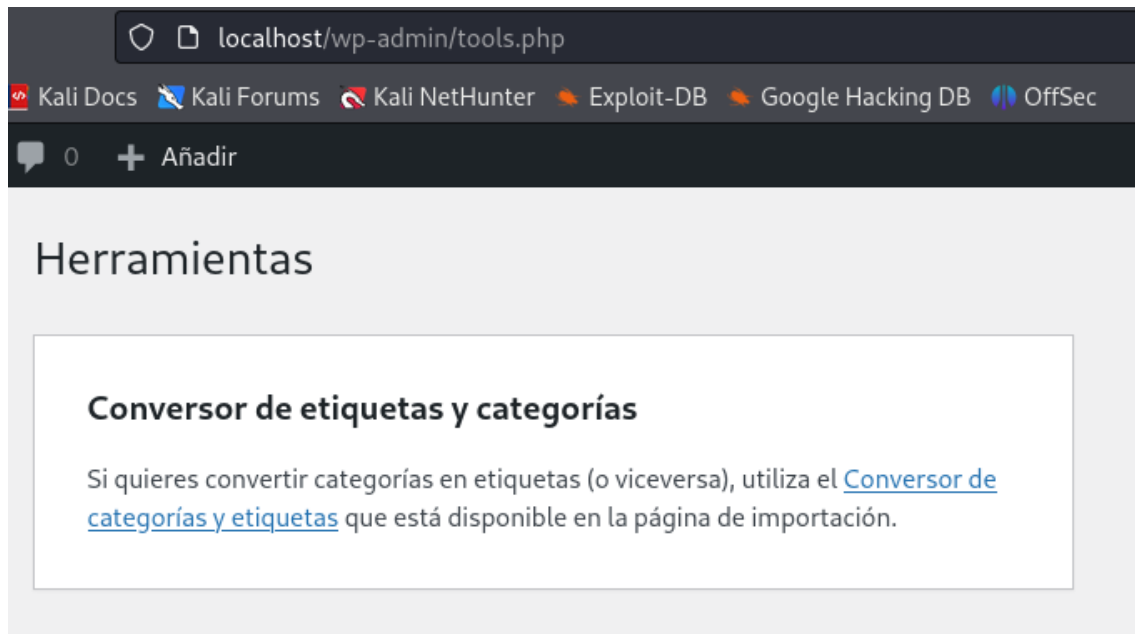 localhost/wp-admin/tools.php
Kali Docs Kali Forums Kali NetHunter Exploit-DB Google Hacking DB OffSec
0 Añadir
Herramientas
Conversor de etiquetas y categorías
Si quieres convertir categorías en etiquetas (o viceversa), utiliza el Conversor de
categorías y etiquetas que está disponible en la página de importación.